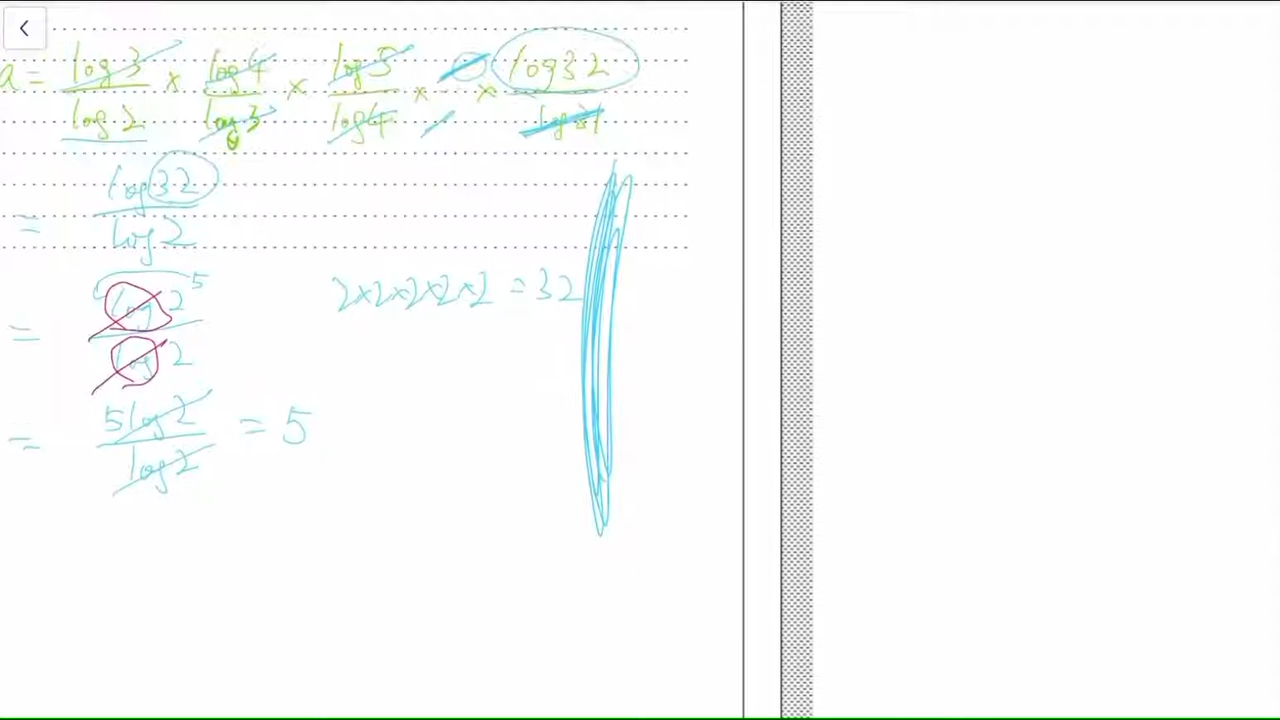 a = log 3 / log 2 × log 4 / log 3 × log 5 / log 4 × × log 32 / log 31
= log 32 / log 2
= log 2^5 / log 2
2×2×2×2×2 = 32
= 5 log 2 / log 2 = 5